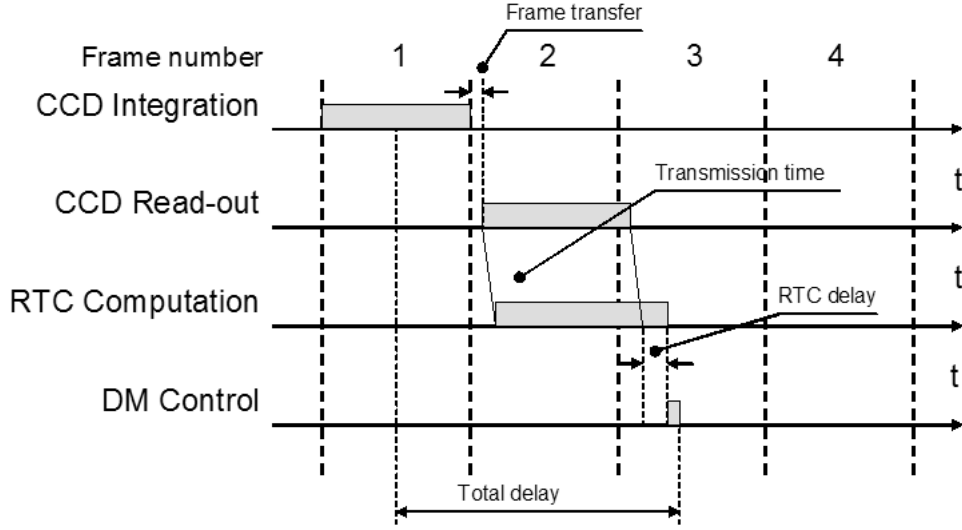 Frame transfer
Frame number 1 2 3 4
CCD Integration
t
Transmission time
CCD Read-out
t
RTC delay
RTC Computation
t
DM Control
Total delay